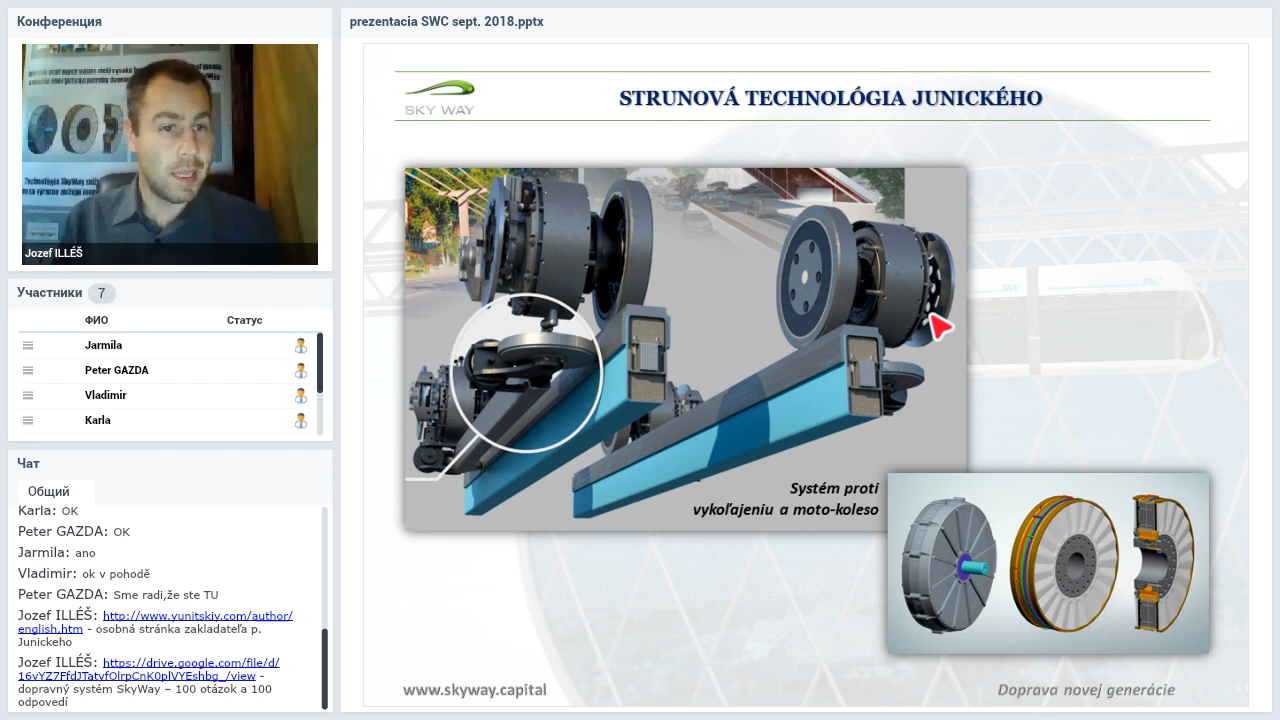 Конференция
Jozef ILLÉŠ
Участники 7
ФИО Статус
Jarmila
Peter GAZDA
Vladimir
Karla
Чат
Общий
Karla: OK
Peter GAZDA: OK
Jarmila: ano
Vladimir: ok v pohodě
Peter GAZDA: Sme radi,že ste TU
Jozef ILLÉŠ: http://www.yunitskiy.com/author/
english.htm - osobná stránka zakladateľa p.
Junickeho
Jozef ILLÉŠ: https://drive.google.com/file/d/
16vYZ7FfdJTatvfOlrpCnK0plVYEshbg_/view -
dopravný systém SkyWay – 100 otázok a 100
odpovedí
prezentacia SWC sept. 2018.pptx
SKY WAY
STRUNOVÁ TECHNOLÓGIA JUNICKÉHO
SW
SW
Systém proti
vykoľajeniu a moto-koleso
www.skyway.capital
Doprava novej generácie